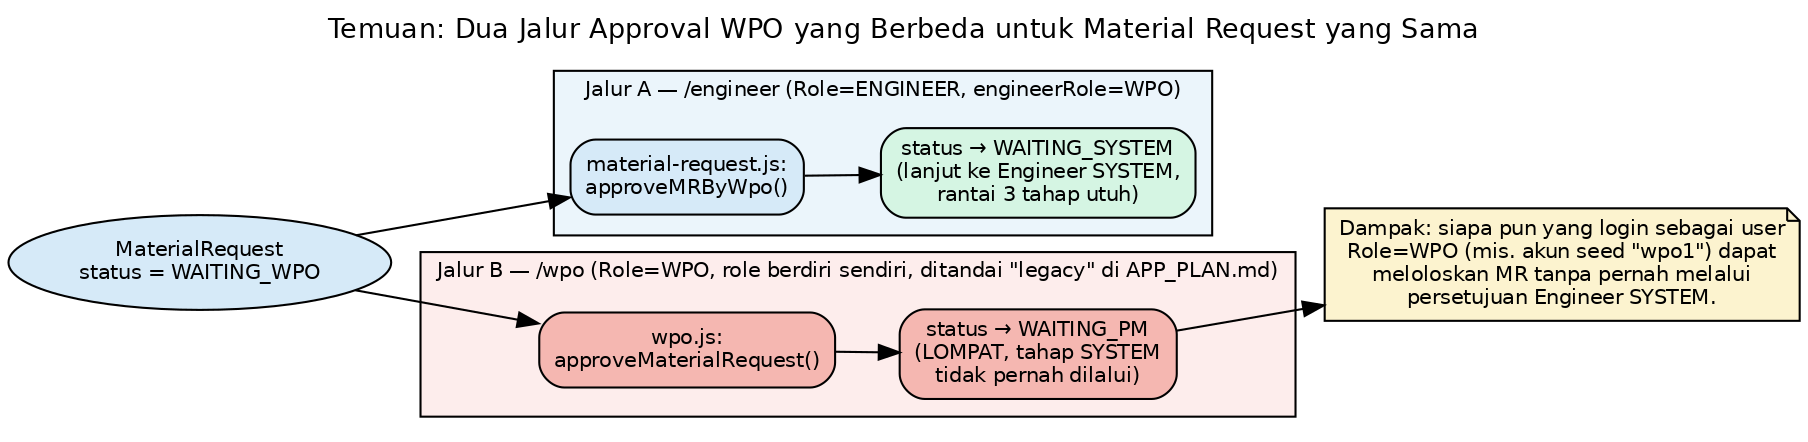 Temuan: Dua Jalur Approval WPO yang Berbeda untuk Material Request yang Sama
Jalur A — /engineer (Role=ENGINEER, engineerRole=WPO)
material-request.js:
approveMRByWpo()
status → WAITING_SYSTEM
(lanjut ke Engineer SYSTEM,
rantai 3 tahap utuh)
MaterialRequest
status = WAITING_WPO
Jalur B — /wpo (Role=WPO, role berdiri sendiri, ditandai "legacy" di APP_PLAN.md)
wpo.js:
approveMaterialRequest()
status → WAITING_PM
(LOMPAT, tahap SYSTEM
tidak pernah dilalui)
Dampak: siapa pun yang login sebagai user
Role=WPO (mis. akun seed "wpo1") dapat
meloloskan MR tanpa pernah melalui
persetujuan Engineer SYSTEM.